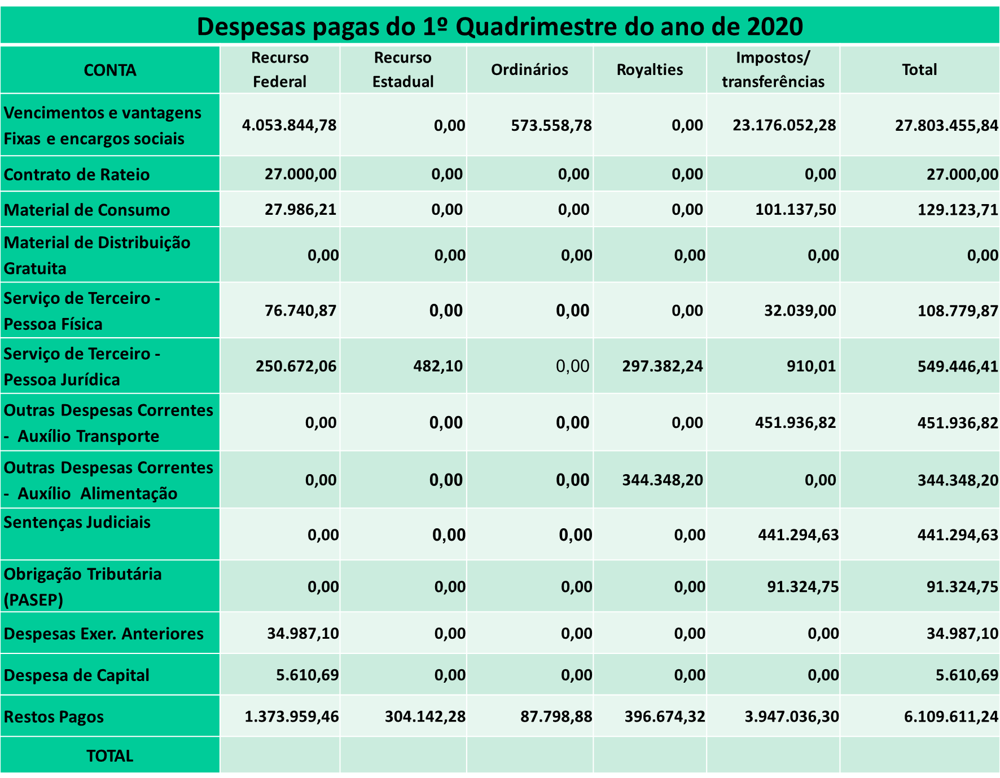 Despesas pagas do 1º Quadrimestre do ano de 2020
CONTA Recurso Federal Recurso Estadual Ordinários Royalties Impostos/ transferências Total
Vencimentos e vantagens Fixas e encargos sociais 4.053.844,78 0,00 573.558,78 0,00 23.176.052,28 27.803.455,84
Contrato de Rateio 27.000,00 0,00 0,00 0,00 0,00 27.000,00
Material de Consumo 27.986,21 0,00 0,00 0,00 101.137,50 129.123,71
Material de Distribuição Gratuita 0,00 0,00 0,00 0,00 0,00 0,00
Serviço de Terceiro - Pessoa Física 76.740,87 0,00 0,00 0,00 32.039,00 108.779,87
Serviço de Terceiro - Pessoa Jurídica 250.672,06 482,10 0,00 297.382,24 910,01 549.446,41
Outras Despesas Correntes - Auxílio Transporte 0,00 0,00 0,00 0,00 451.936,82 451.936,82
Outras Despesas Correntes - Auxílio Alimentação 0,00 0,00 0,00 344.348,20 0,00 344.348,20
Sentenças Judiciais 0,00 0,00 0,00 0,00 441.294,63 441.294,63
Obrigação Tributária (PASEP) 0,00 0,00 0,00 0,00 91.324,75 91.324,75
Despesas Exer. Anteriores 34.987,10 0,00 0,00 0,00 0,00 34.987,10
Despesa de Capital 5.610,69 0,00 0,00 0,00 0,00 5.610,69
Restos Pagos 1.373.959,46 304.142,28 87.798,88 396.674,32 3.947.036,30 6.109.611,24
TOTAL